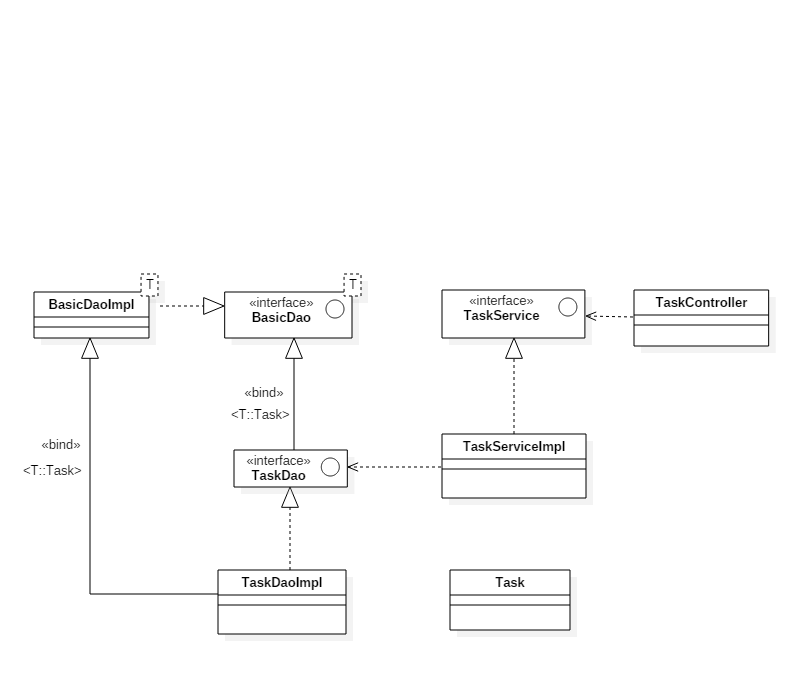 T
BasicDaoImpl
T
«interface»
BasicDao
«interface»
TaskService
TaskController
«bind»
<T::Task>
«bind»
<T::Task>
«interface»
TaskDao
TaskServiceImpl
TaskDaoImpl
Task